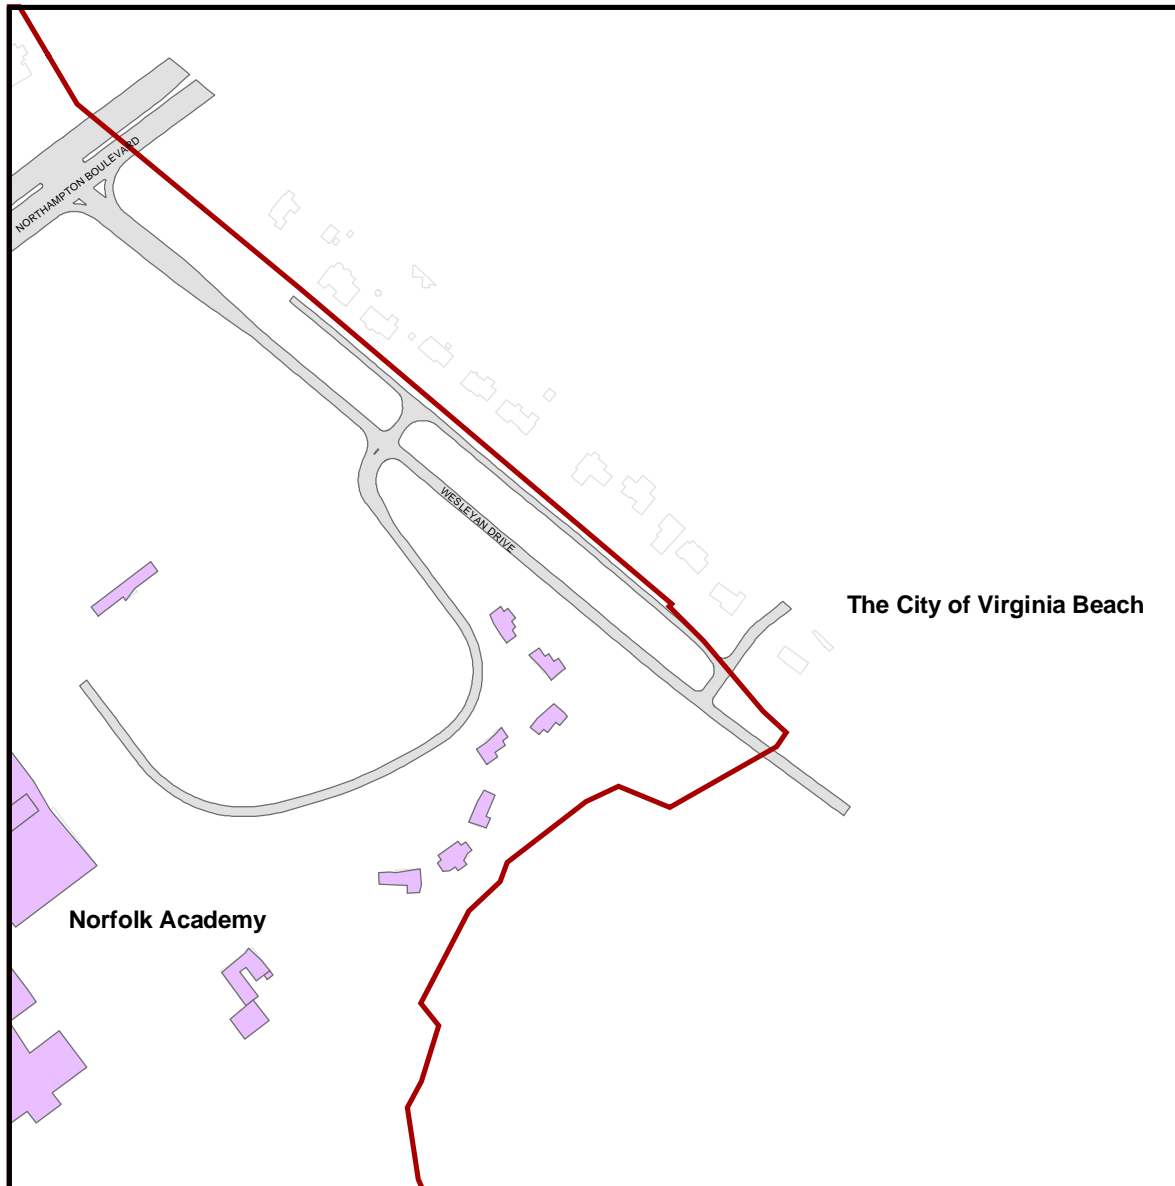 NORTHAMPTON BOULEVARD
WESLEYAN DRIVE
The City of Virginia Beach
Norfolk Academy